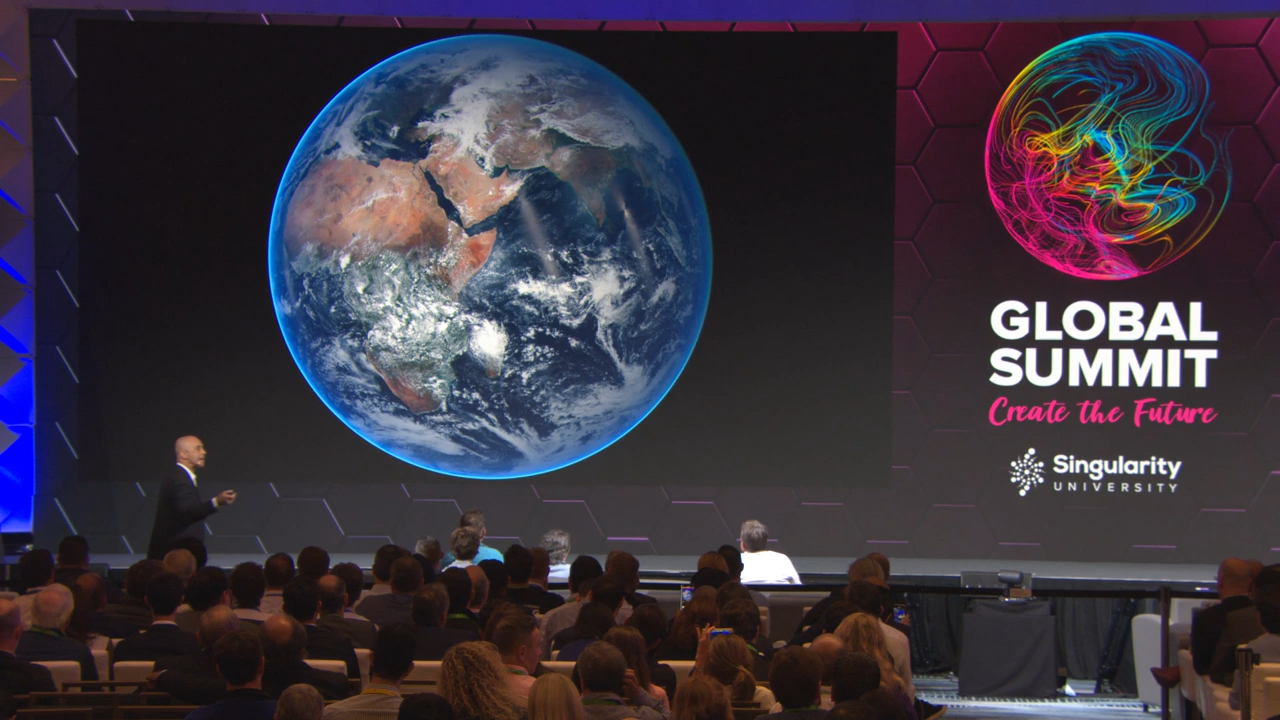 GLOBAL
SUMMIT
Create the Future
Singularity
UNIVERSITY